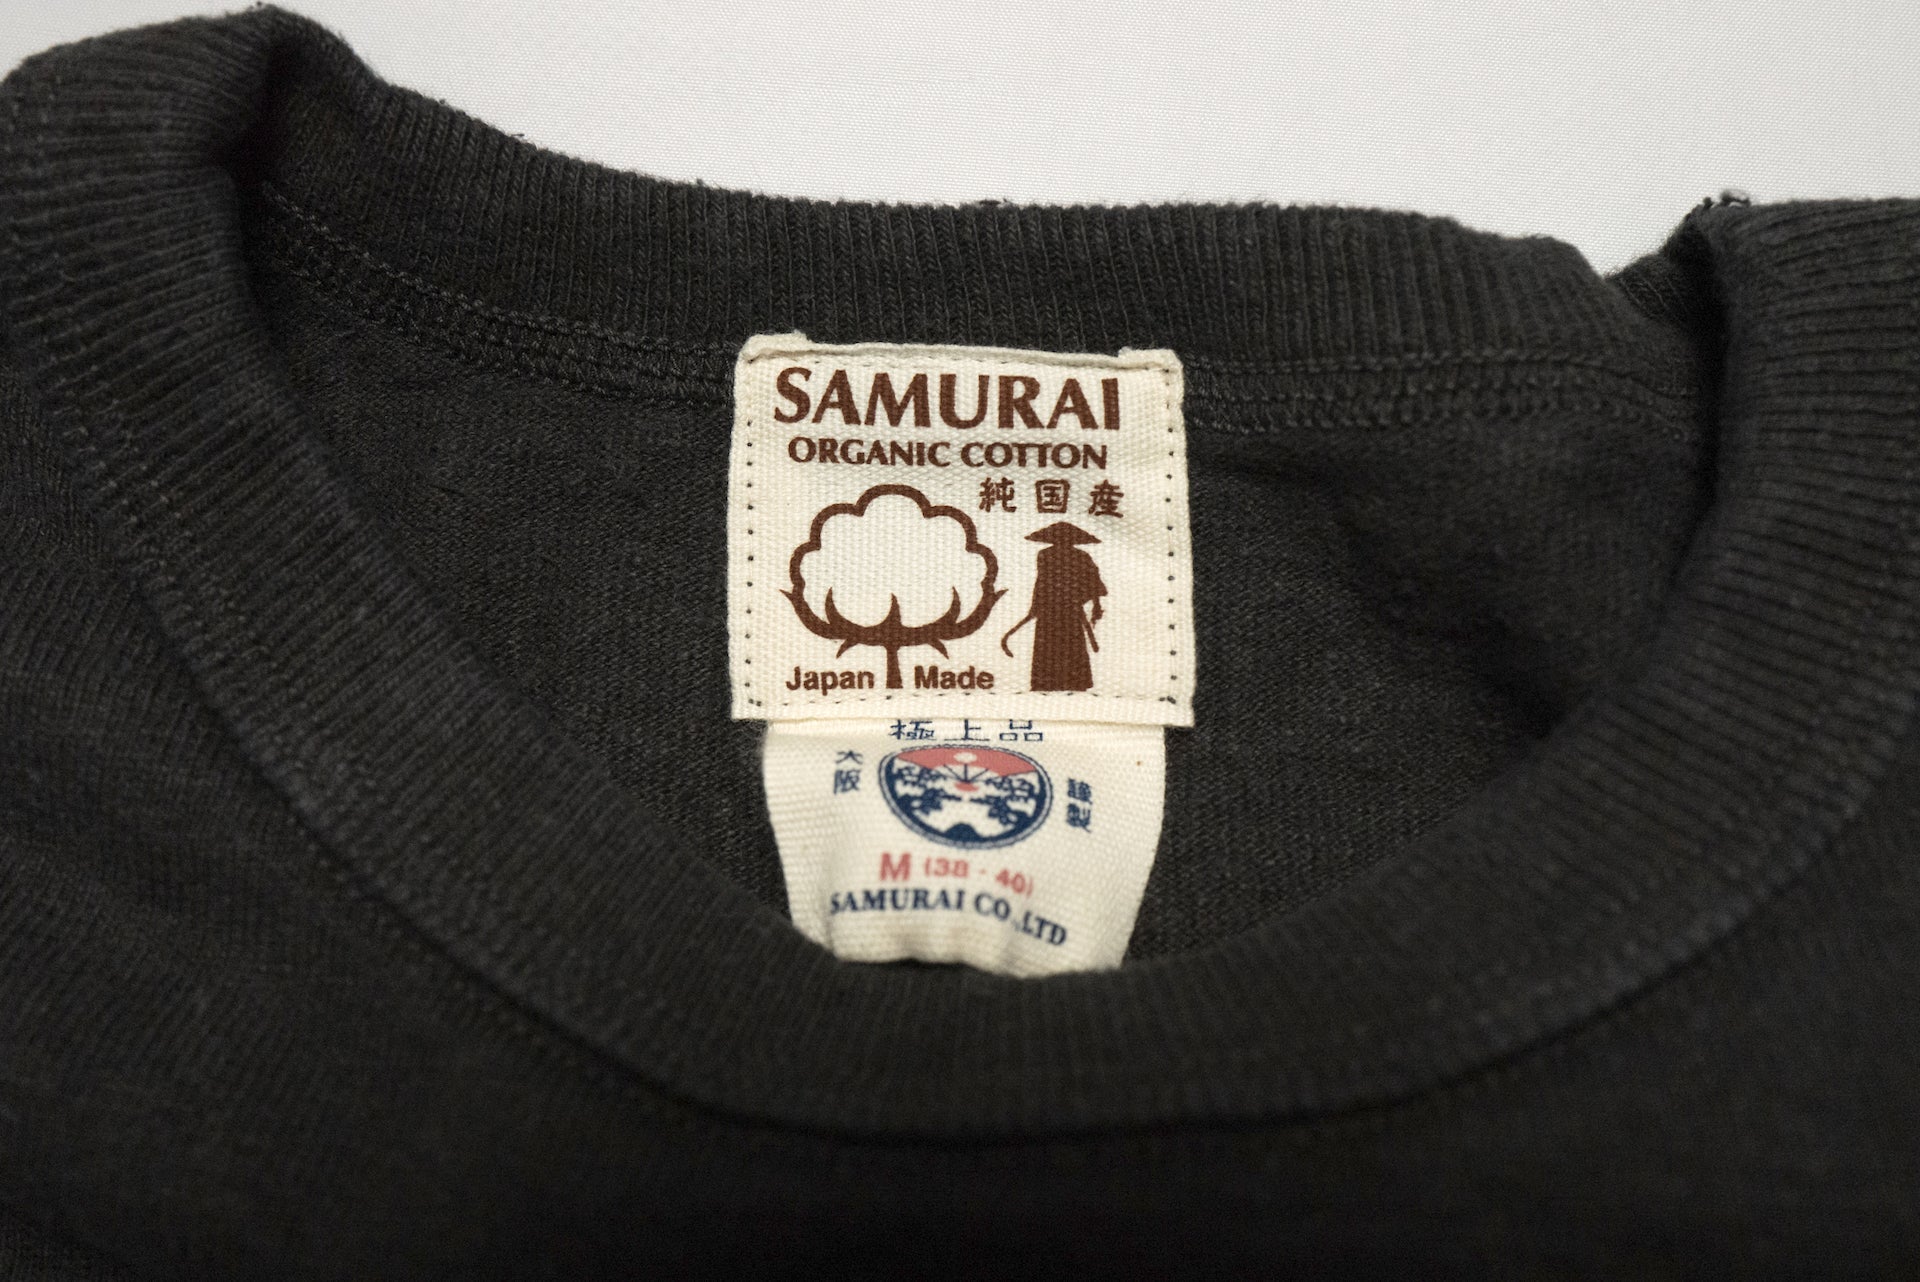 SAMURAI
ORGANIC COTTON
純国産
Japan Made
極上品
大阪
謹製
M (38 - 40)
SAMURAI CO.,LTD